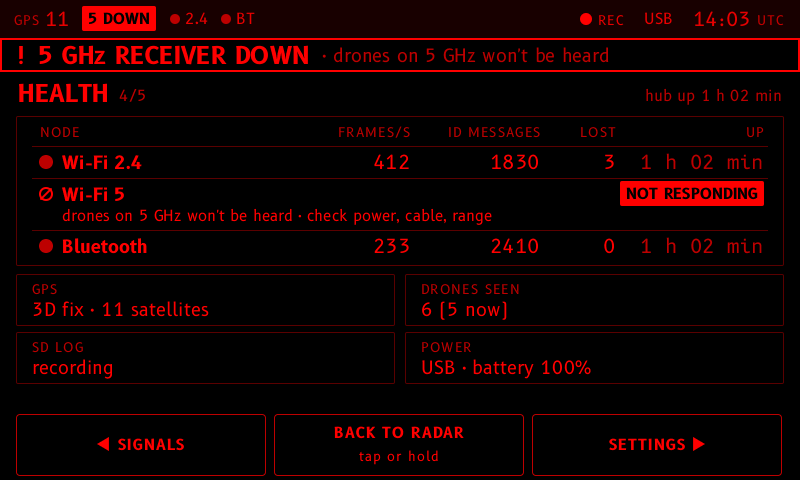 GPS 11 5 DOWN 2.4 BT REC USB 14:03 UTC
! 5 GHz RECEIVER DOWN · drones on 5 GHz won't be heard
HEALTH 4/5 hub up 1 h 02 min
NODE FRAMES/S ID MESSAGES LOST UP
Wi-Fi 2.4 412 1830 3 1 h 02 min
Wi-Fi 5 NOT RESPONDING
drones on 5 GHz won't be heard · check power, cable, range
Bluetooth 233 2410 0 1 h 02 min
GPS DRONES SEEN
3D fix · 11 satellites 6 [5 now]
SD LOG POWER
recording USB · battery 100%
◀ SIGNALS BACK TO RADAR SETTINGS ▶
tap or hold